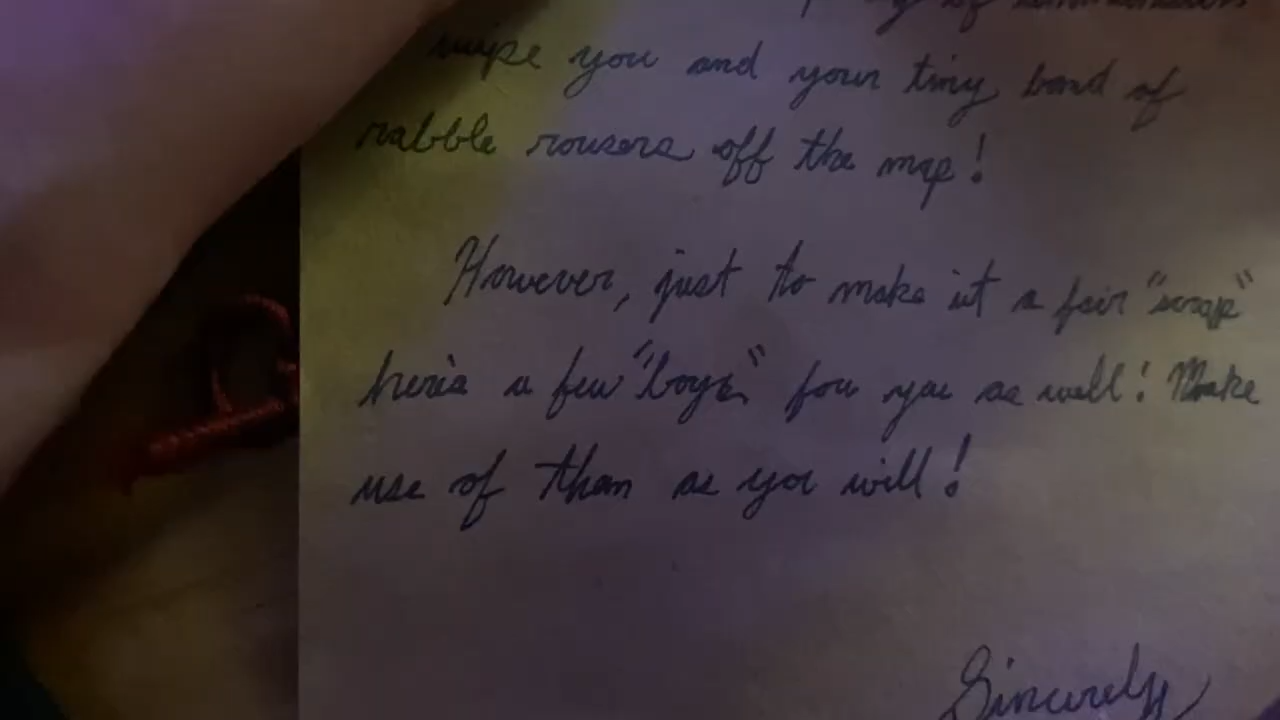 wipe you and your tiny band of
rabble rousers off the map!
However, just to make it a fair "scrap"
here's a few "boys" for you as well! Make
use of them as you will!
Sincerely